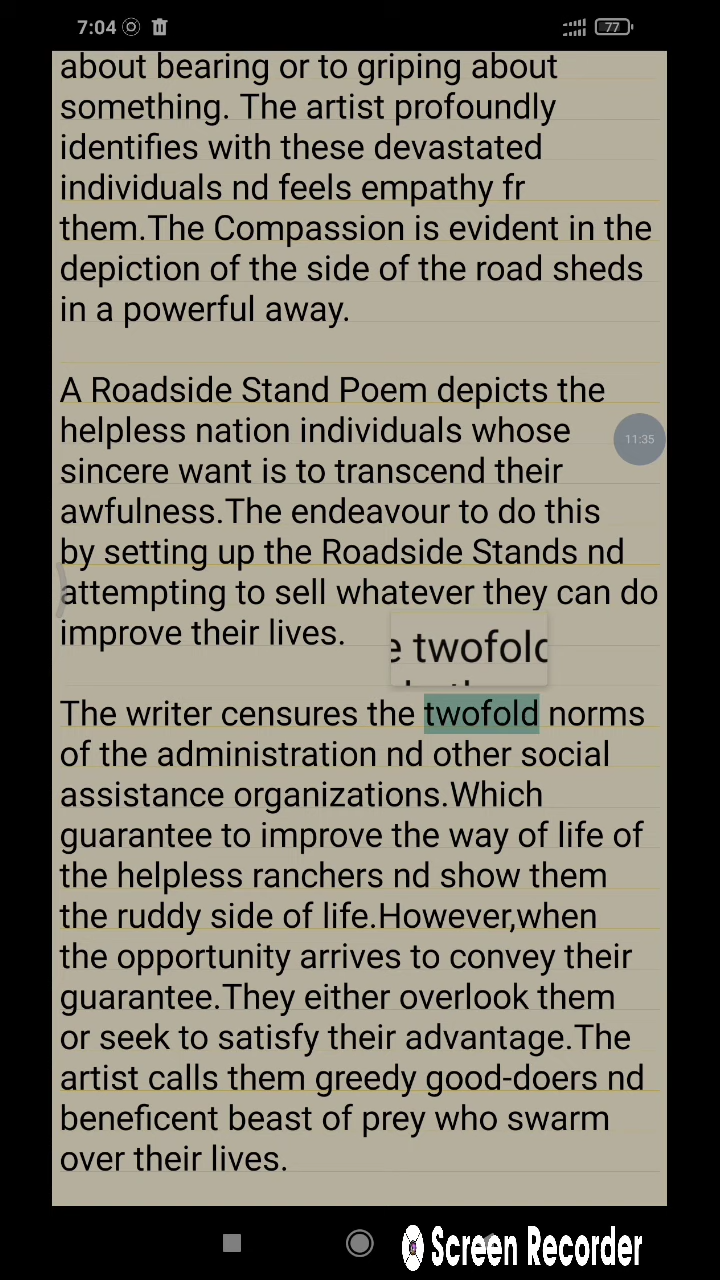 7:04
77
about bearing or to griping about
something. The artist profoundly
identifies with these devastated
individuals nd feels empathy fr
them.The Compassion is evident in the
depiction of the side of the road sheds
in a powerful away.
A Roadside Stand Poem depicts the
helpless nation individuals whose
11:35
sincere want is to transcend their
awfulness.The endeavour to do this
by setting up the Roadside Stands nd
attempting to sell whatever they can do
improve their lives.
e twofold
The writer censures the twofold norms
of the administration nd other social
assistance organizations.Which
guarantee to improve the way of life of
the helpless ranchers nd show them
the ruddy side of life.However,when
the opportunity arrives to convey their
guarantee.They either overlook them
or seek to satisfy their advantage.The
artist calls them greedy good-doers nd
beneficent beast of prey who swarm
over their lives.
Screen Recorder